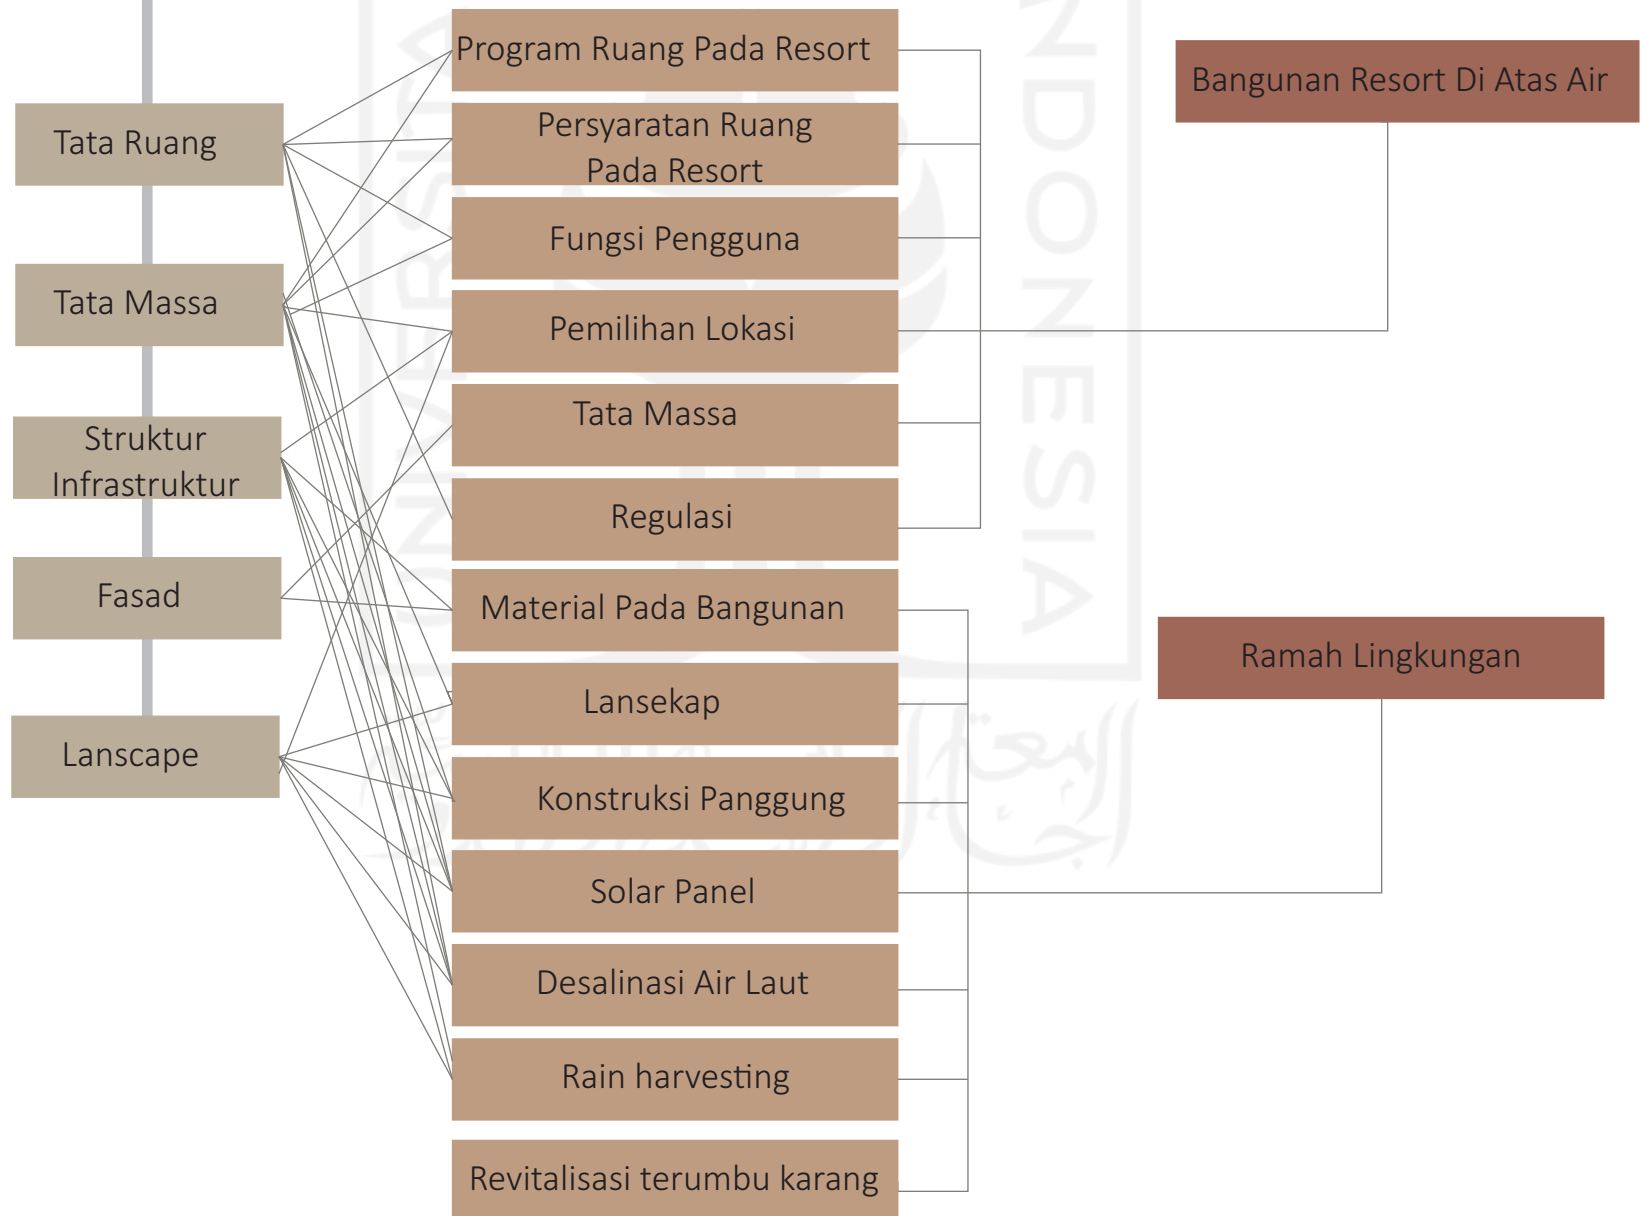 Tata Ruang
Tata Massa
Struktur
Infrastruktur
Fasad
Lanscape
Program Ruang Pada Resort
Persyaratan Ruang
Pada Resort
Fungsi Pengguna
Pemilihan Lokasi
Tata Massa
Regulasi
Material Pada Bangunan
Lansekap
Konstruksi Panggung
Solar Panel
Desalinasi Air Laut
Rain harvesting
Revitalisasi terumbu karang
Bangunan Resort Di Atas Air
Ramah Lingkungan